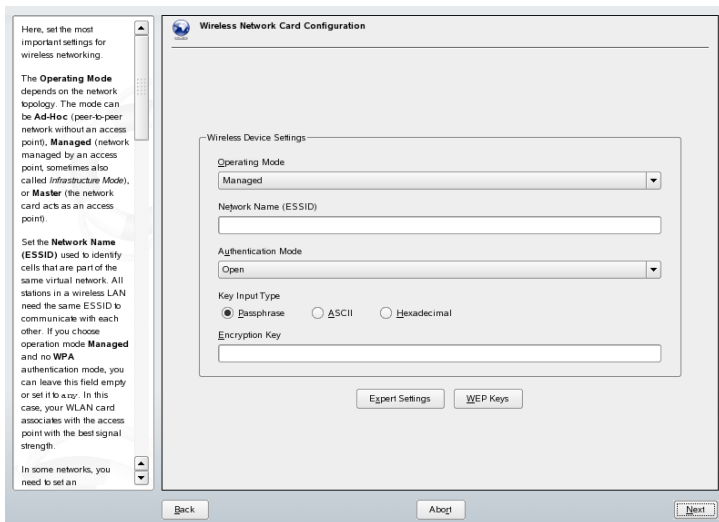 Here, set the most
important settings for
wireless networking.
The Operating Mode
depends on the network
topology. The mode can
be Ad-Hoc (peer-to-peer
network without an access
point), Managed (network
managed by an access
point, sometimes also
called Infrastructure Mode),
or Master (the network
card acts as an access
point).
Set the Network Name
(ESSID) used to identify
cells that are part of the
same virtual network. All
stations in a wireless LAN
need the same ESSID to
communicate with each
other. If you choose
operation mode Managed
and no WPA
authentication mode, you
can leave this field empty
or set it to any. In this
case, your WLAN card
associates with the access
point with the best signal
strength.
In some networks, you
need to set an
Wireless Network Card Configuration
Wireless Device Settings
Operating Mode
Managed
Network Name (ESSID)
Authentication Mode
Open
Key Input Type
Passphrase ASCII Hexadecimal
Encryption Key
Expert Settings WEP Keys
Back Abort Next